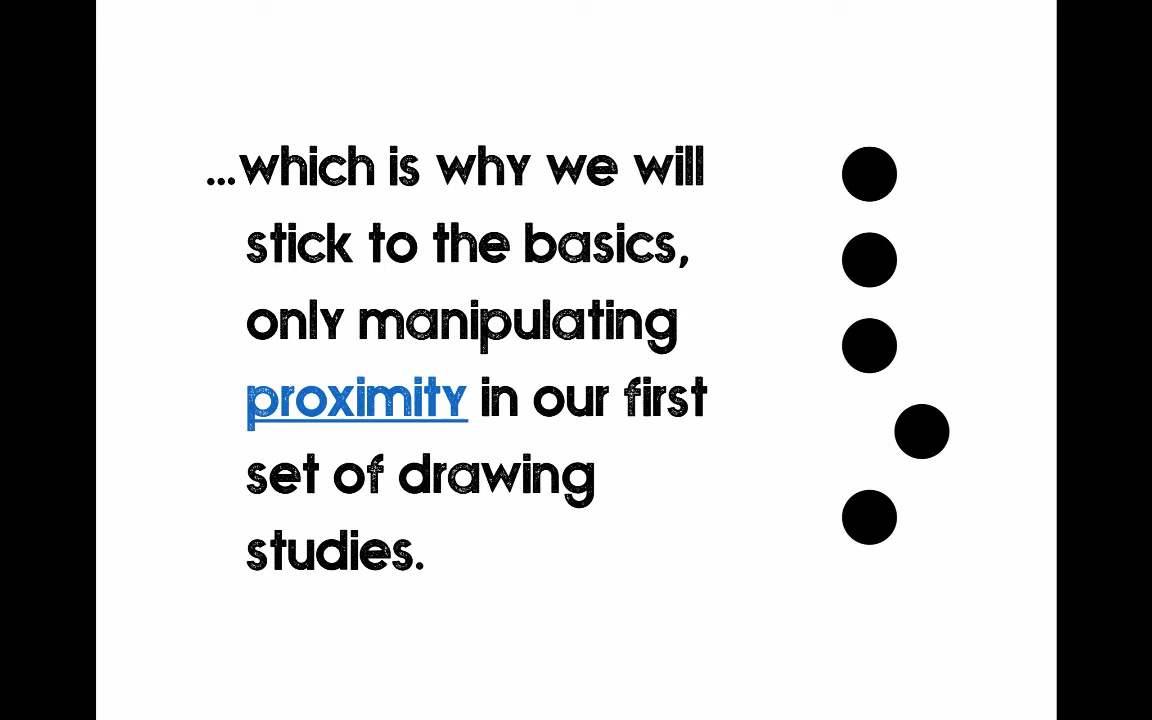 ...which is why we will
stick to the basics,
only manipulating
proximity in our first
set of drawing
studies.